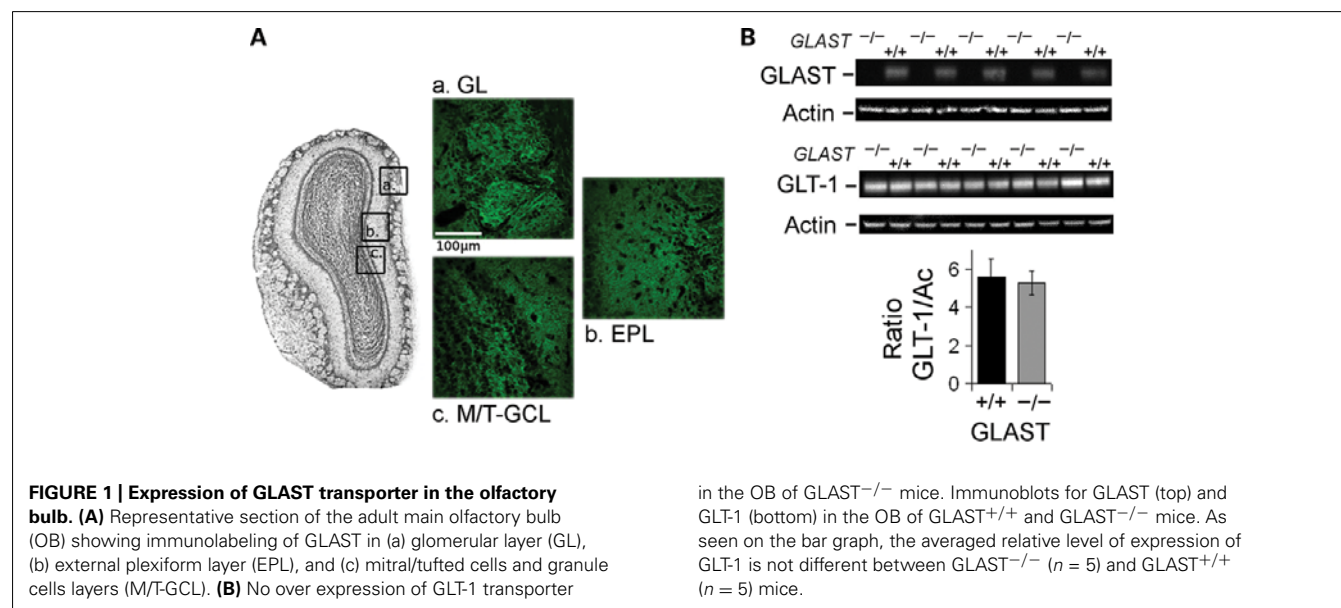 A
a. GL
100μm
b. EPL
c. M/T-GCL
a.
b.
c.
B
GLAST −/− −/− −/− −/− −/−
+/+ +/+ +/+ +/+ +/+
GLAST –
Actin –
GLAST −/− −/− −/− −/− −/−
+/+ +/+ +/+ +/+ +/+
GLT-1 –
Actin –
Ratio
GLT-1/Ac
6
4
2
0
+/+ −/−
GLAST
FIGURE 1 | Expression of GLAST transporter in the olfactory
bulb. (A) Representative section of the adult main olfactory bulb
(OB) showing immunolabeling of GLAST in (a) glomerular layer (GL),
(b) external plexiform layer (EPL), and (c) mitral/tufted cells and granule
cells layers (M/T-GCL). (B) No over expression of GLT-1 transporter
in the OB of GLAST−/− mice. Immunoblots for GLAST (top) and
GLT-1 (bottom) in the OB of GLAST+/+ and GLAST−/− mice. As
seen on the bar graph, the averaged relative level of expression of
GLT-1 is not different between GLAST−/− (n = 5) and GLAST+/+
(n = 5) mice.